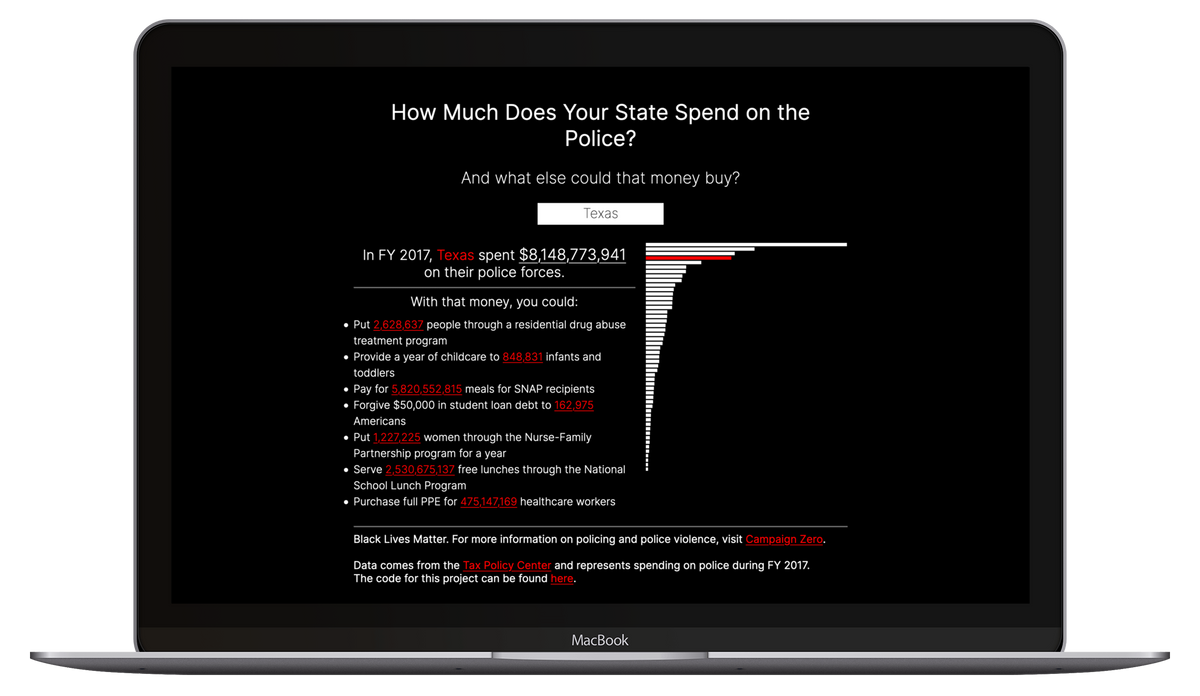 How Much Does Your State Spend on the
Police?
And what else could that money buy?
Texas
In FY 2017, Texas spent $8,148,773,941
on their police forces.
With that money, you could:
Put 2,628,637 people through a residential drug abuse
treatment program
Provide a year of childcare to 848,831 infants and
toddlers
Pay for 5,820,552,815 meals for SNAP recipients
Forgive $50,000 in student loan debt to 162,975
Americans
Put 1,227,225 women through the Nurse-Family
Partnership program for a year
Serve 2,530,675,137 free lunches through the National
School Lunch Program
Purchase full PPE for 475,147,169 healthcare workers
Black Lives Matter. For more information on policing and police violence, visit Campaign Zero.
Data comes from the Tax Policy Center and represents spending on police during FY 2017.
The code for this project can be found here.
MacBook